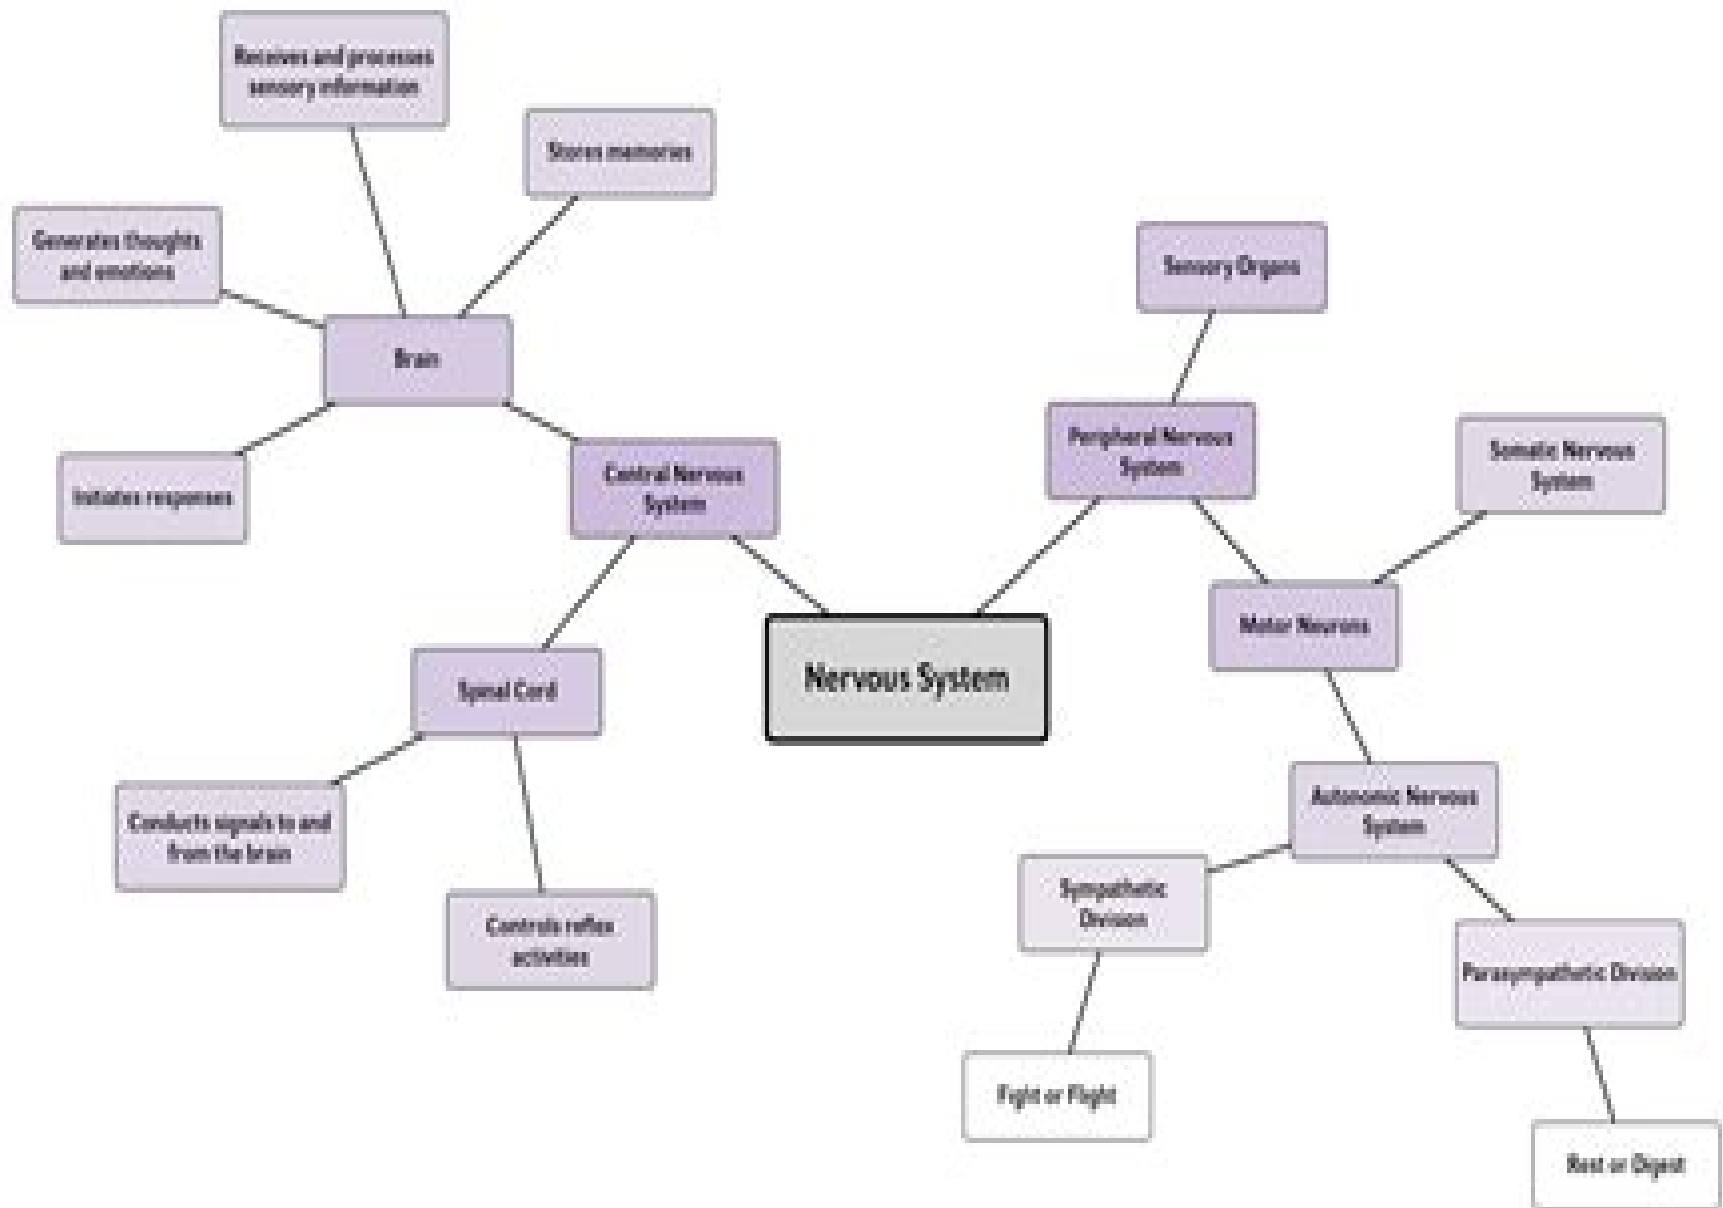 Receives and processes
sensory information
Stores memories
Generates thoughts
and emotions
Sensory Organs
Brain
Peripheral Nervous
System
Somatic Nervous
System
Central Nervous
System
Initiates responses
Motor Neurons
Nervous System
Spinal Cord
Autonomic Nervous
System
Conducts signals to and
from the brain
Sympathetic
Division
Controls reflex
activities
Parasympathetic Division
Fight or Flight
Rest or Digest